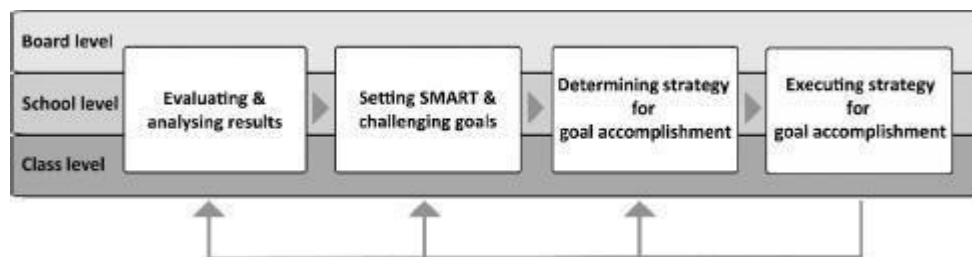 Board level
School level
Class level
Evaluating &
analysing results
Setting SMART &
challenging goals
Determining strategy
for
goal accomplishment
Executing strategy
for
goal accomplishment